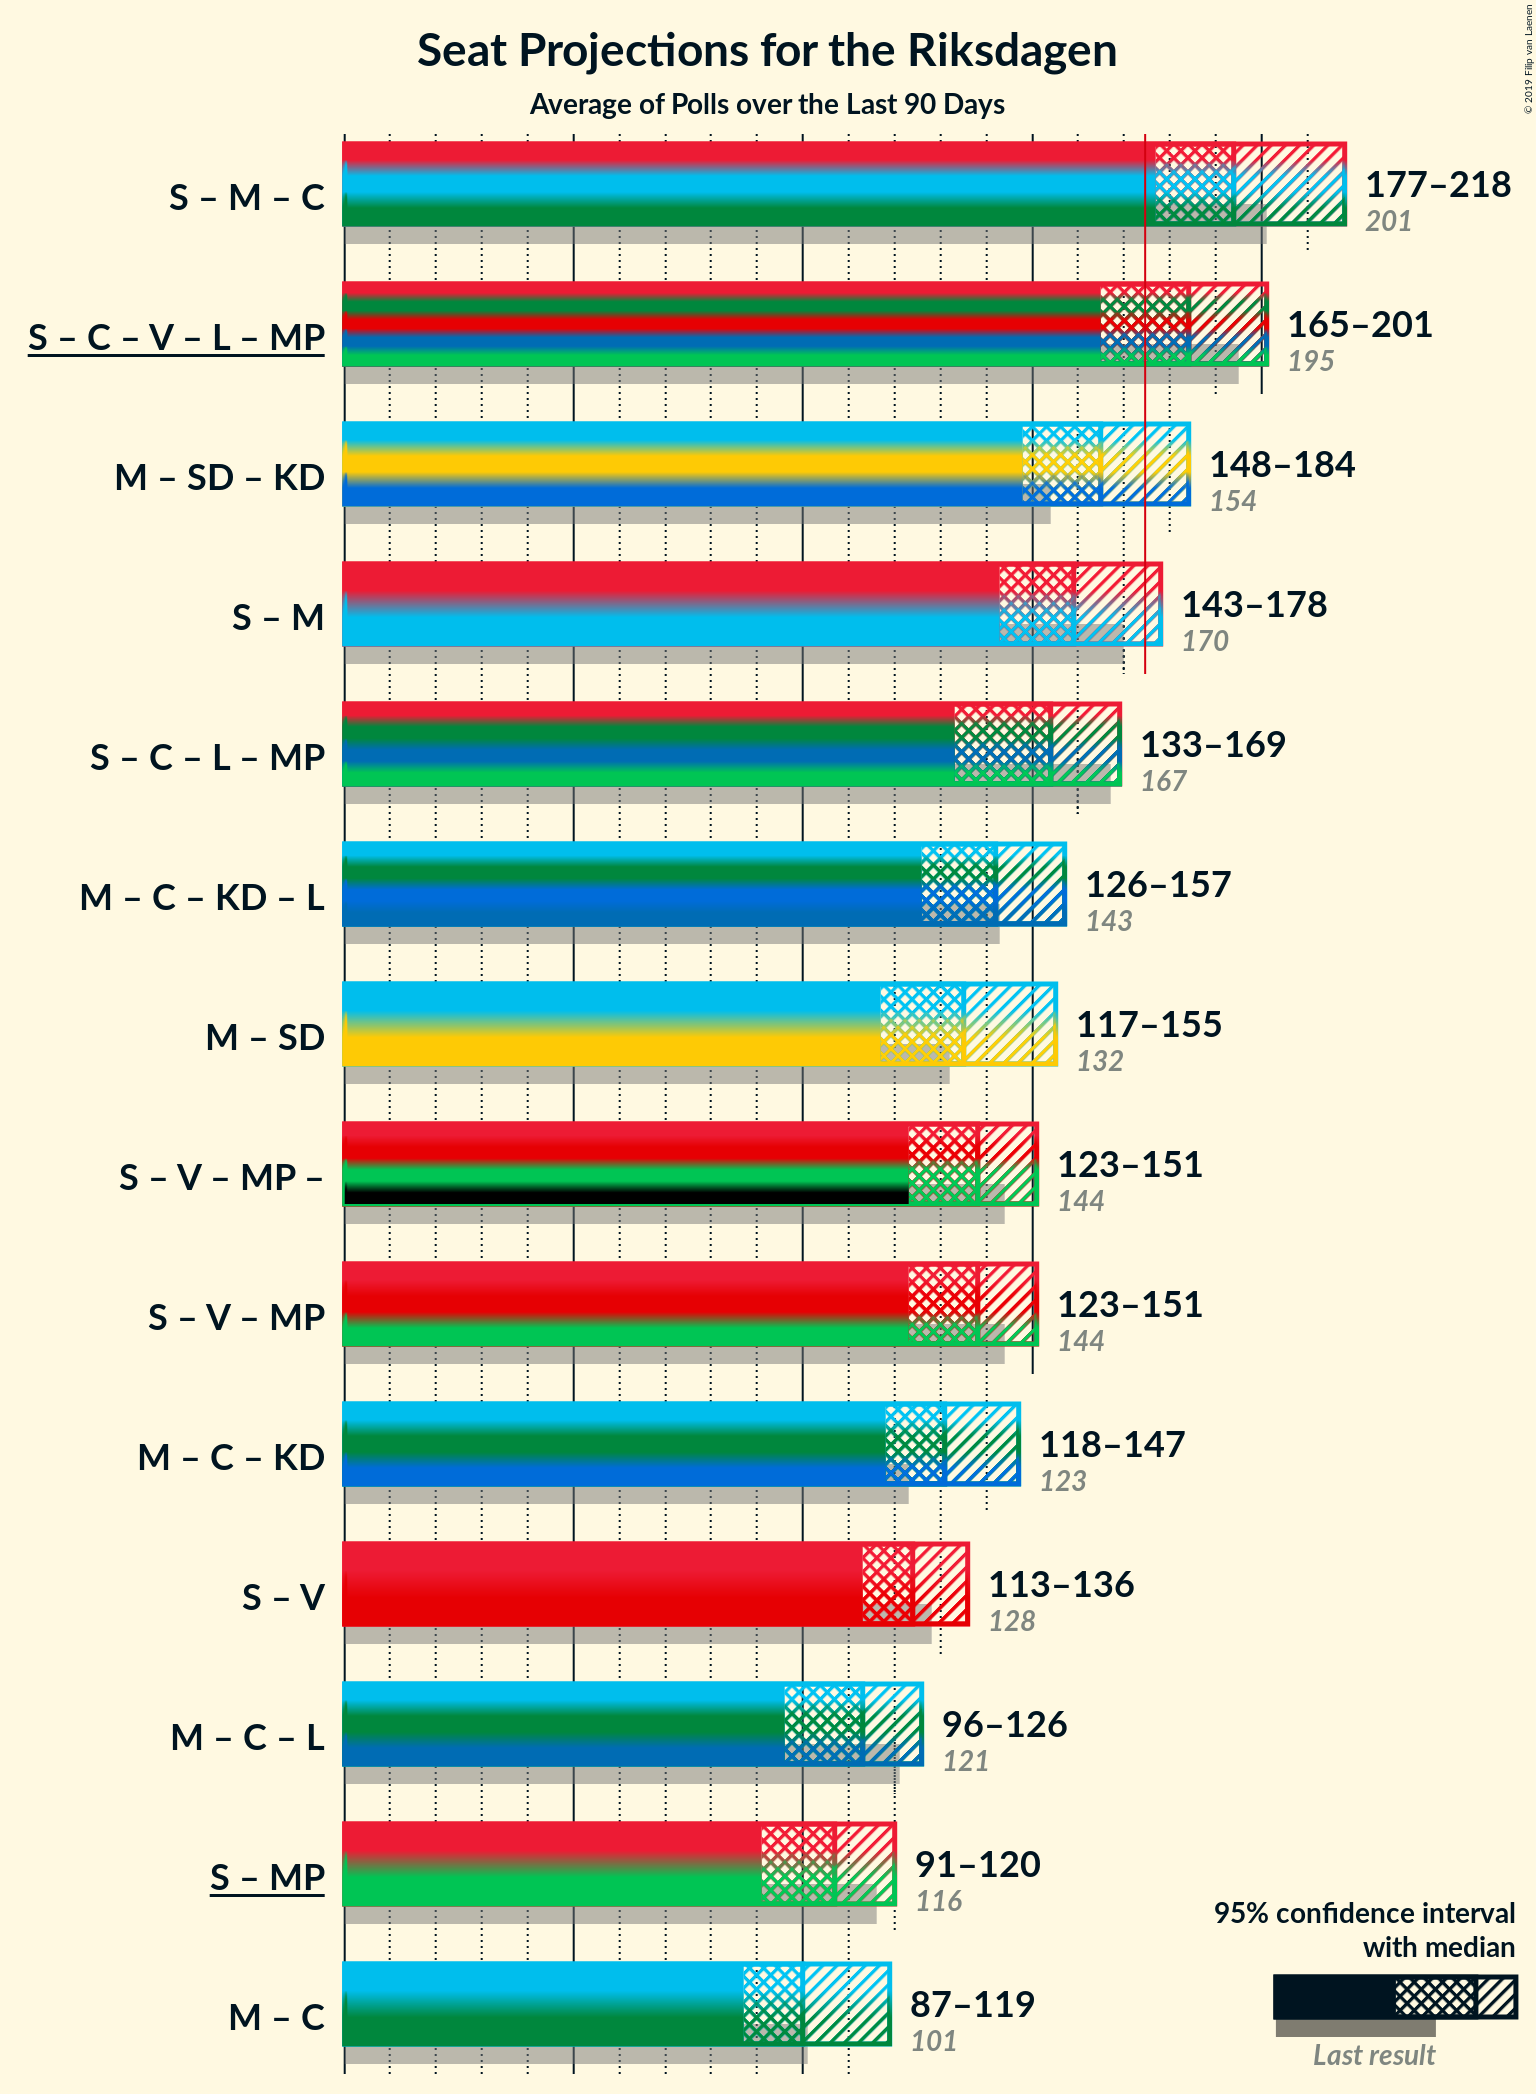 Seat Projections for the Riksdagen
Average of Polls over the Last 90 Days
© 2019 Filip van Laenen
S – M – C
177–218
201
S – C – V – L – MP
165–201
195
M – SD – KD
148–184
154
S – M
143–178
170
S – C – L – MP
133–169
167
M – C – KD – L
126–157
143
M – SD
117–155
132
S – V – MP –
123–151
144
S – V – MP
123–151
144
M – C – KD
118–147
123
S – V
113–136
128
M – C – L
96–126
121
S – MP
91–120
116
M – C
87–119
101
95% confidence interval
with median
Last result